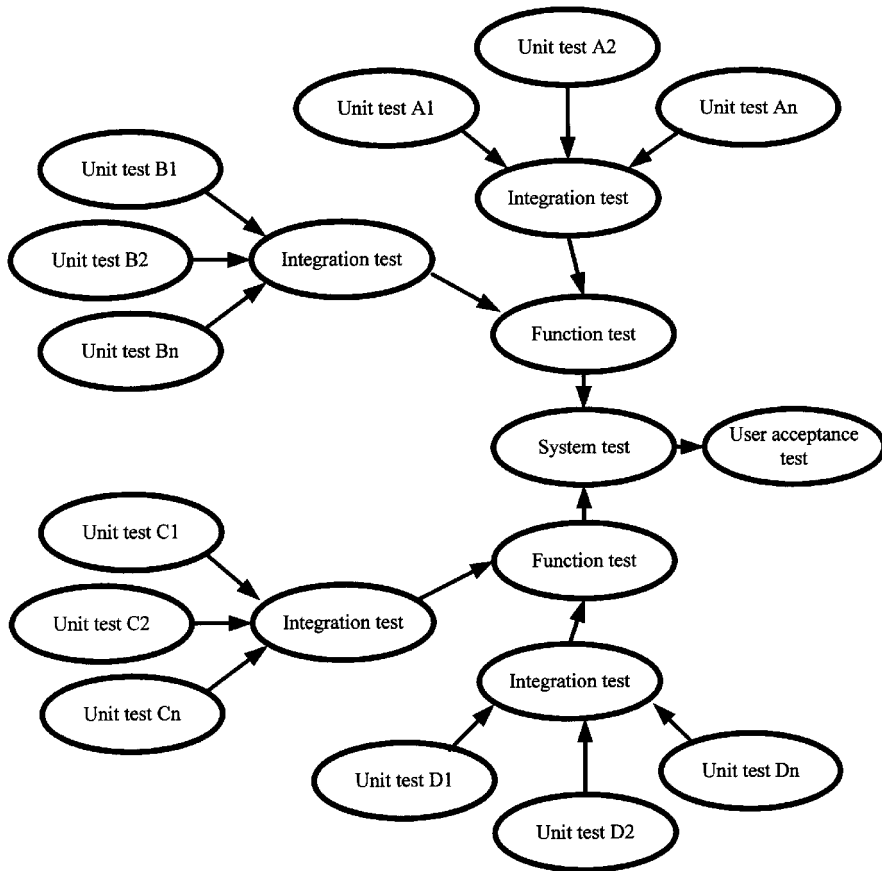 Unit test A2
Unit test A1
Unit test An
Unit test B1
Integration test
Unit test B2
Integration test
Unit test Bn
Function test
System test
User acceptance
test
Unit test C1
Function test
Unit test C2
Integration test
Integration test
Unit test Cn
Unit test D1
Unit test Dn
Unit test D2